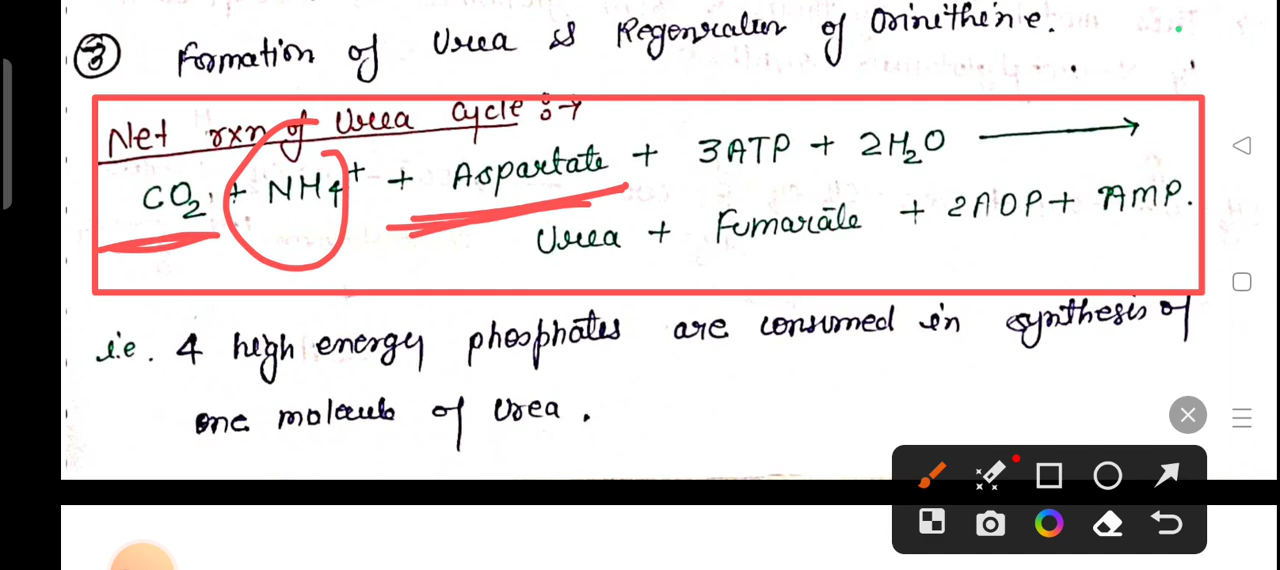 ③ Formation of Urea & Regeneration of Orinithene.
Net rxn of Urea Cycle :→
CO₂ + NH₄⁺ + Aspartate + 3ATP + 2H₂O ⟶
Urea + Fumarate + 2ADP + AMP.
i.e. 4 high energy phosphates are consumed in synthesis of
one molecule of Urea.